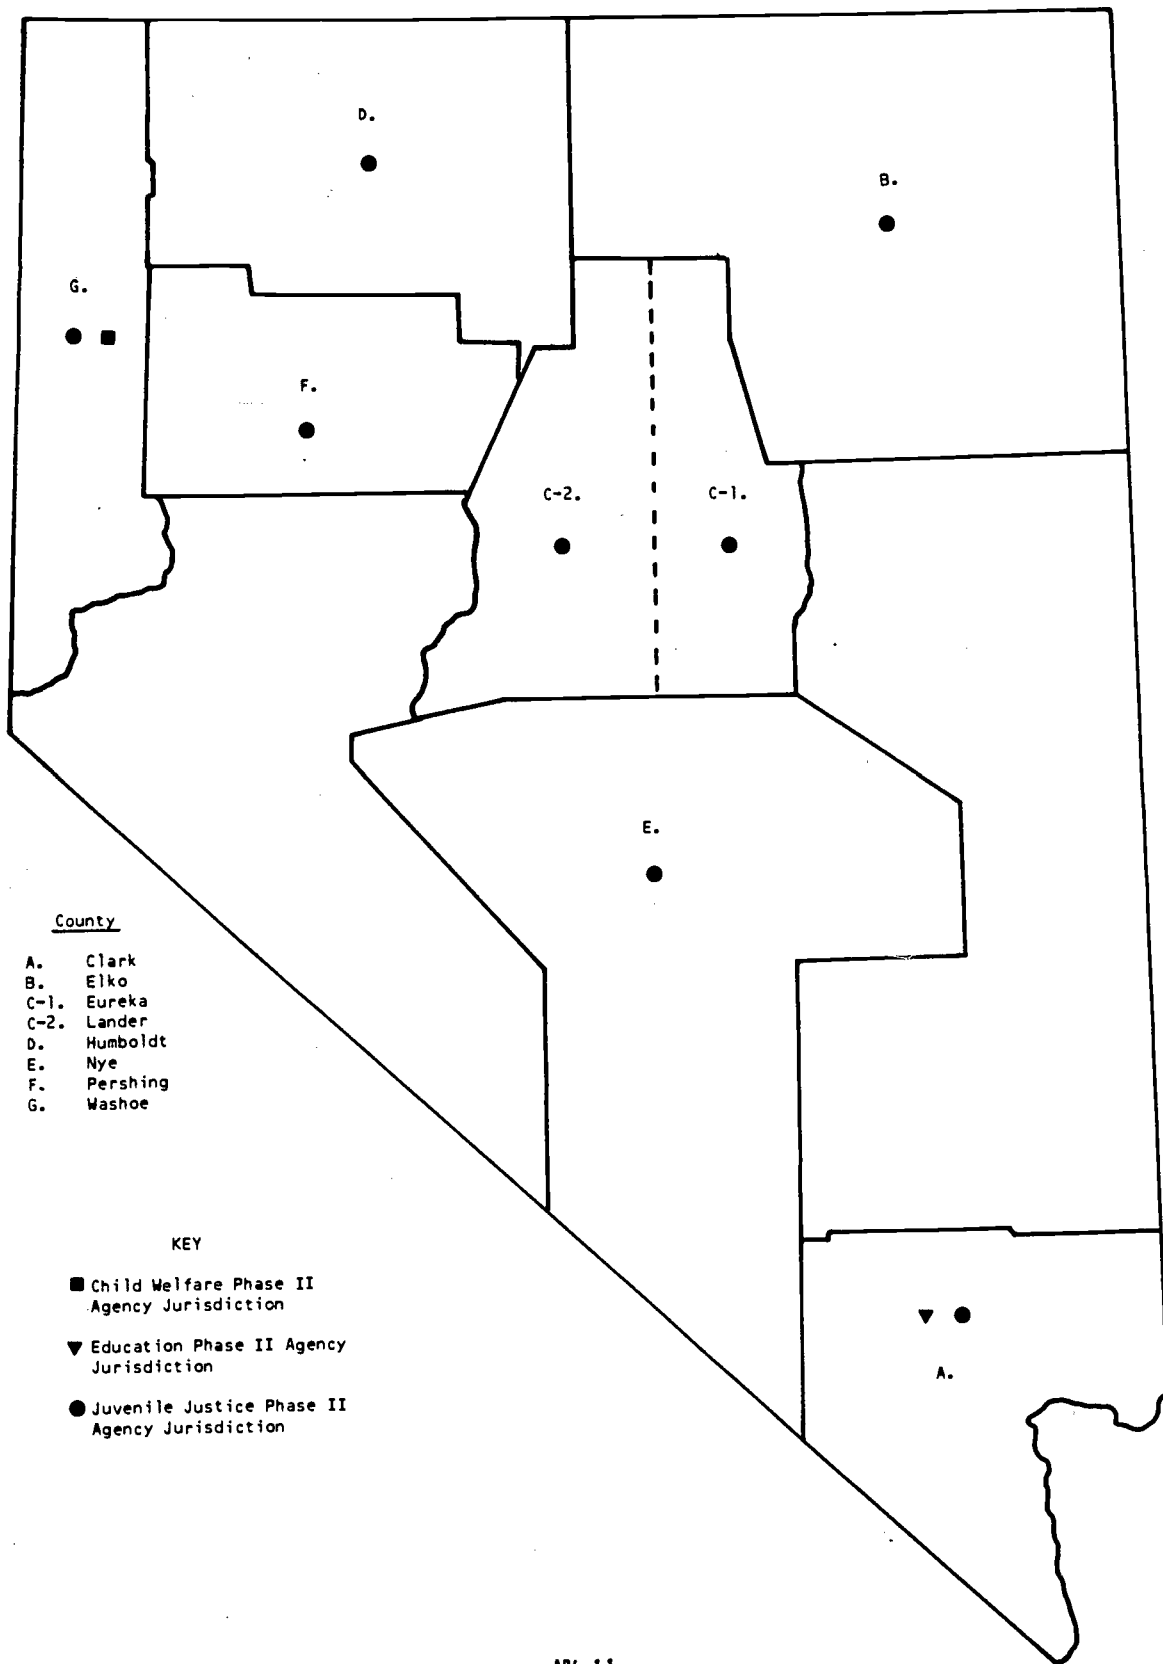 D.
B.
G.
F.
C-2.
C-1.
E.
County
A. Clark
B. Elko
C-1. Eureka
C-2. Lander
D. Humboldt
E. Nye
F. Pershing
G. Washoe
KEY
Child Welfare Phase II
Agency Jurisdiction
Education Phase II Agency
Jurisdiction
Juvenile Justice Phase II
Agency Jurisdiction
A.